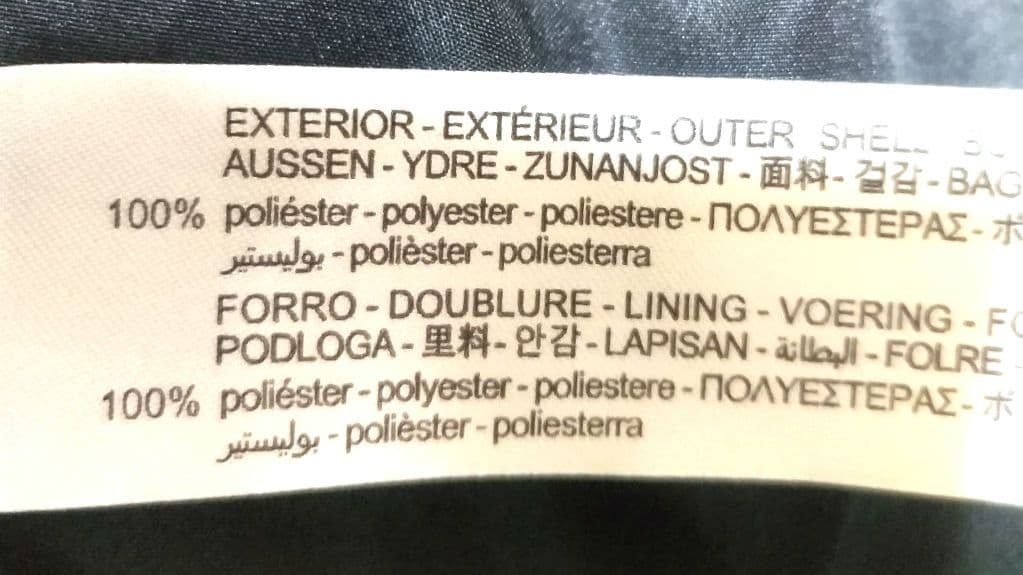 EXTERIOR - EXTÉRIEUR - OUTER SHELL
AUSSEN - YDRE - ZUNANJOST - 面料 - 겉감 -
100% poliéster - polyester - poliestere - ΠΟΛΥΕΣΤΕΡΑΣ -
بوليستير - polièster - poliesterra
FORRO - DOUBLURE - LINING - VOERING -
PODLOGA - 里料 - 안감 - LAPISAN - البطانة - FOLRE -
100% poliéster - polyester - poliestere - ΠΟΛΥΕΣΤΕΡΑΣ -
بوليستير - polièster - poliesterra